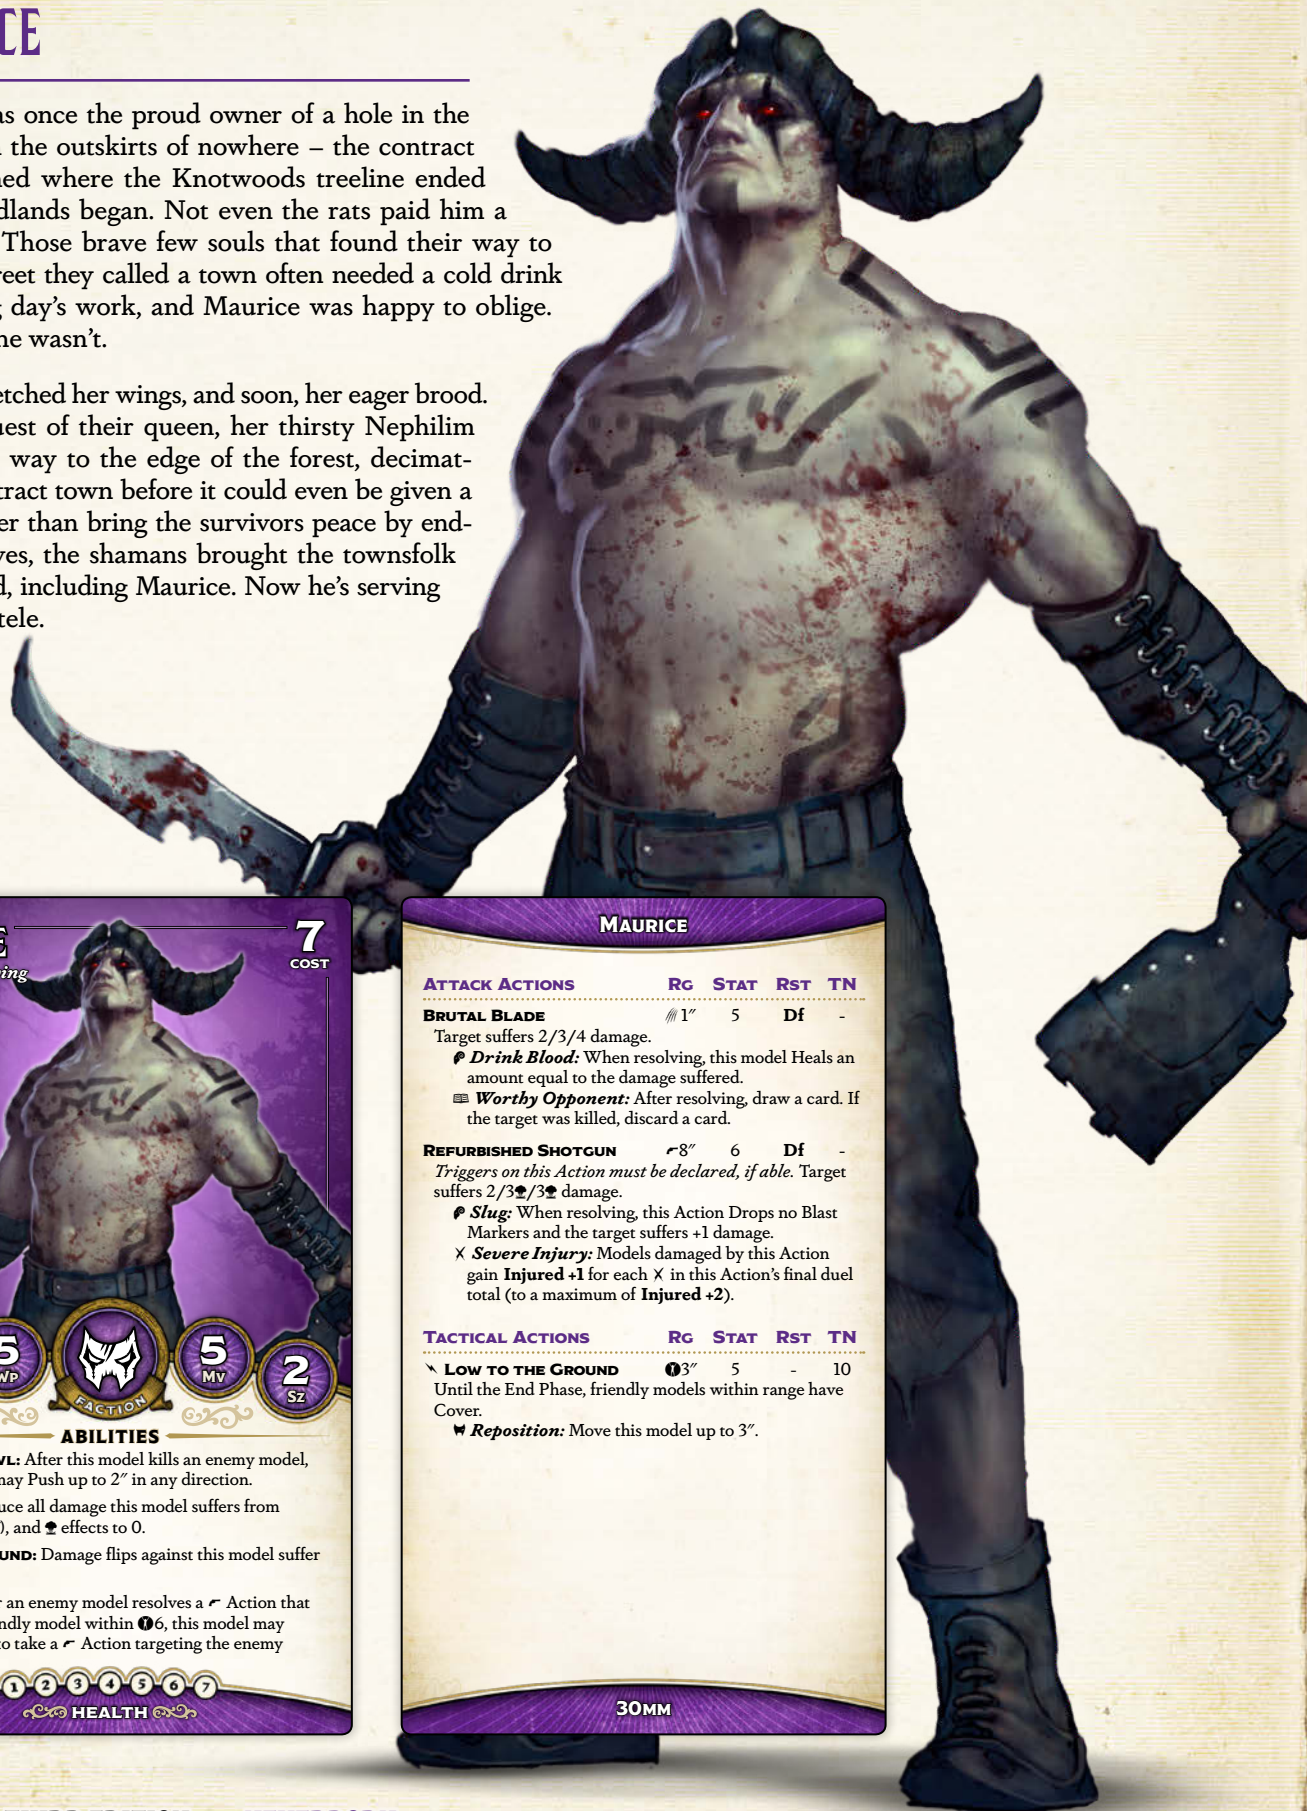 CE
as once the proud owner of a hole in the
the outskirts of nowhere – the contract
ned where the Knotwoods treeline ended
dlands began. Not even the rats paid him a
Those brave few souls that found their way to
reet they called a town often needed a cold drink
g day's work, and Maurice was happy to oblige.
he wasn't.
etched her wings, and soon, her eager brood.
uest of their queen, her thirsty Nephilim
way to the edge of the forest, decimat-
tract town before it could even be given a
er than bring the survivors peace by end-
ves, the shamans brought the townsfolk
d, including Maurice. Now he's serving
tele.
E
ing
7
COST
5
WP
FACTION
5
MV
2
SZ
ABILITIES
WL: After this model kills an enemy model,
may Push up to 2″ in any direction.
uce all damage this model suffers from
), and effects to 0.
UND: Damage flips against this model suffer
r an enemy model resolves a Action that
ndly model within 6, this model may
to take a Action targeting the enemy
1 2 3 4 5 6 7
HEALTH
MAURICE
ATTACK ACTIONS RG STAT RST TN
BRUTAL BLADE 1″ 5 Df -
Target suffers 2/3/4 damage.
Drink Blood: When resolving, this model Heals an
amount equal to the damage suffered.
Worthy Opponent: After resolving, draw a card. If
the target was killed, discard a card.
REFURBISHED SHOTGUN 8″ 6 Df -
Triggers on this Action must be declared, if able. Target
suffers 2/3/3 damage.
Slug: When resolving, this Action Drops no Blast
Markers and the target suffers +1 damage.
Severe Injury: Models damaged by this Action
gain Injured +1 for each in this Action's final duel
total (to a maximum of Injured +2).
TACTICAL ACTIONS RG STAT RST TN
LOW TO THE GROUND 3″ 5 - 10
Until the End Phase, friendly models within range have
Cover.
Reposition: Move this model up to 3″.
30MM